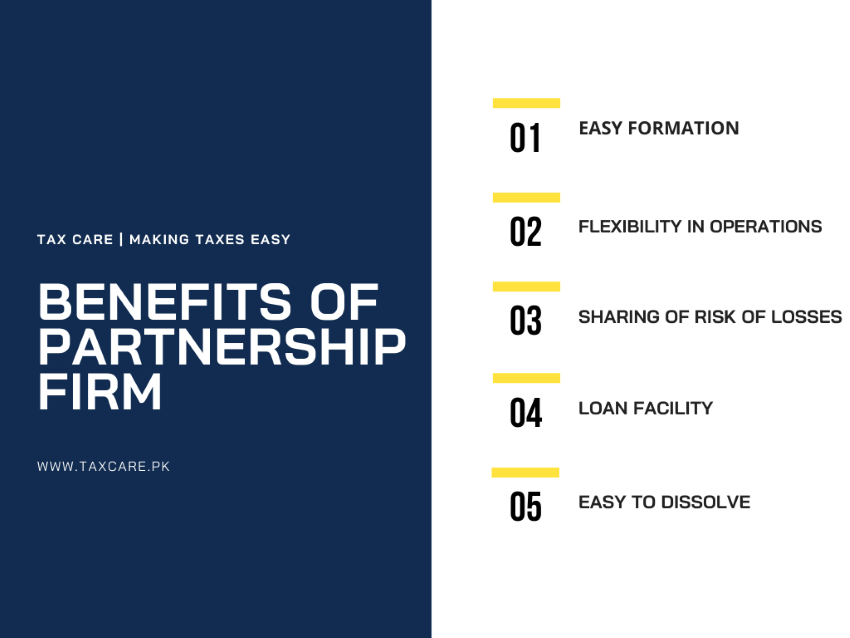 TAX CARE | MAKING TAXES EASY
BENEFITS OF
PARTNERSHIP
FIRM
WWW.TAXCARE.PK
01 EASY FORMATION
02 FLEXIBILITY IN OPERATIONS
03 SHARING OF RISK OF LOSSES
04 LOAN FACILITY
05 EASY TO DISSOLVE